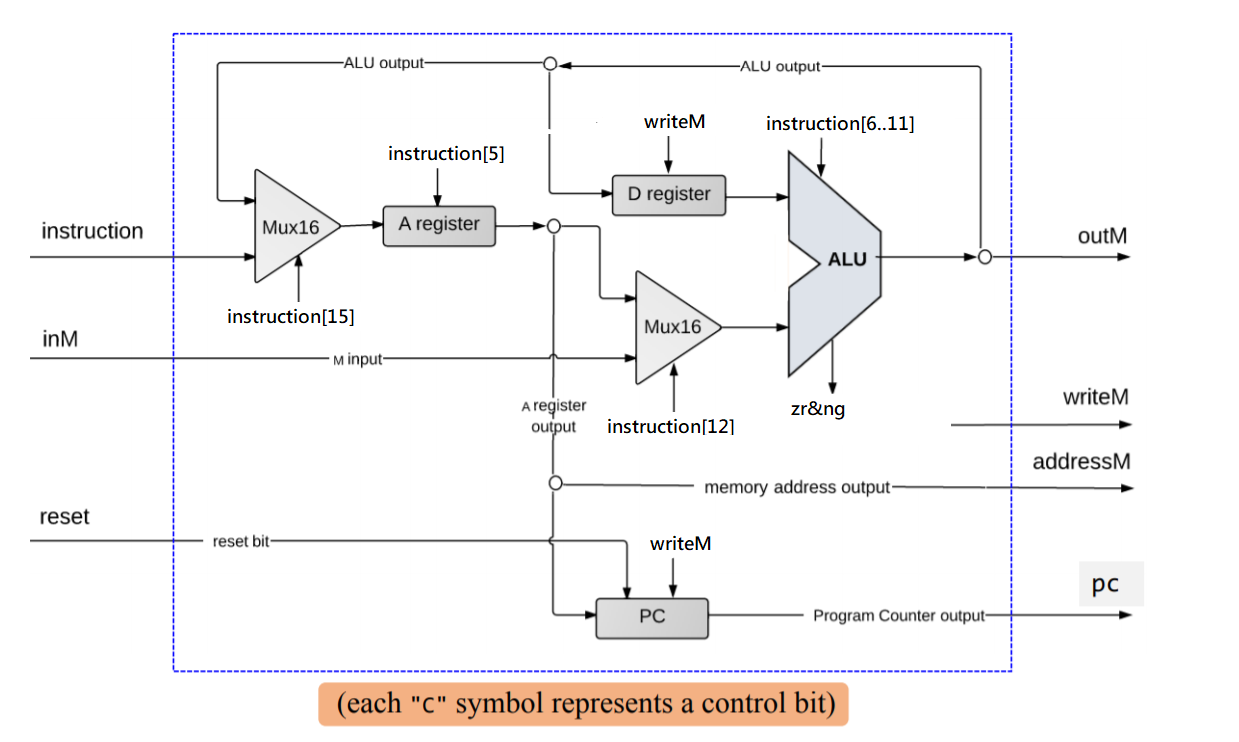 ALU output
ALU output
writeM
instruction[6..11]
instruction[5]
D register
A register
instruction
Mux16
outM
ALU
instruction[15]
inM
Mux16
M input
writeM
A register
output
zr&ng
instruction[12]
addressM
memory address output
reset
reset bit
writeM
pc
PC
Program Counter output
(each "C" symbol represents a control bit)